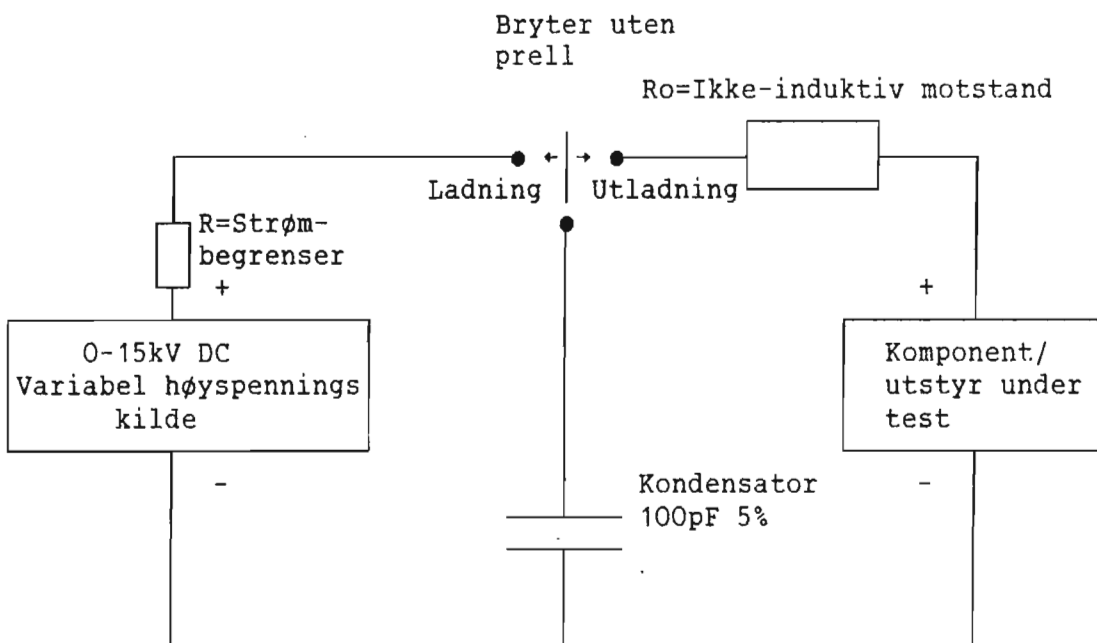 Bryter uten
prell
Ro=Ikke-induktiv motstand
Ladning
Utladning
R=Strøm-
begrenser
+
+
0-15kV DC
Variabel høyspennings
kilde
Komponent/
utstyr under
test
-
-
Kondensator
100pF 5%